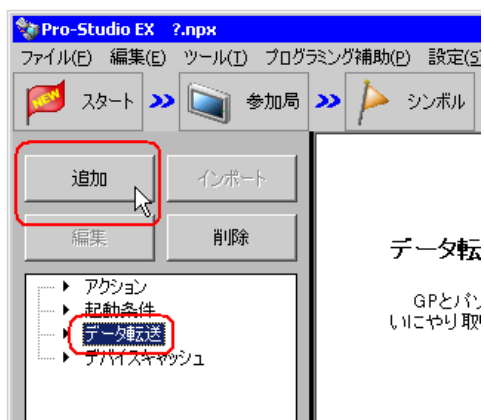 Pro-Studio EX ?.npx
ファイル(F) 編集(E) ツール(T) プログラミング補助(P) 設定(S
NEW スタート 参加局 シンボル
追加 インポート
編集 削除
アクション
起動条件
データ転送
デバイスキャッシュ
データ転
GPとパソ
いにやり取